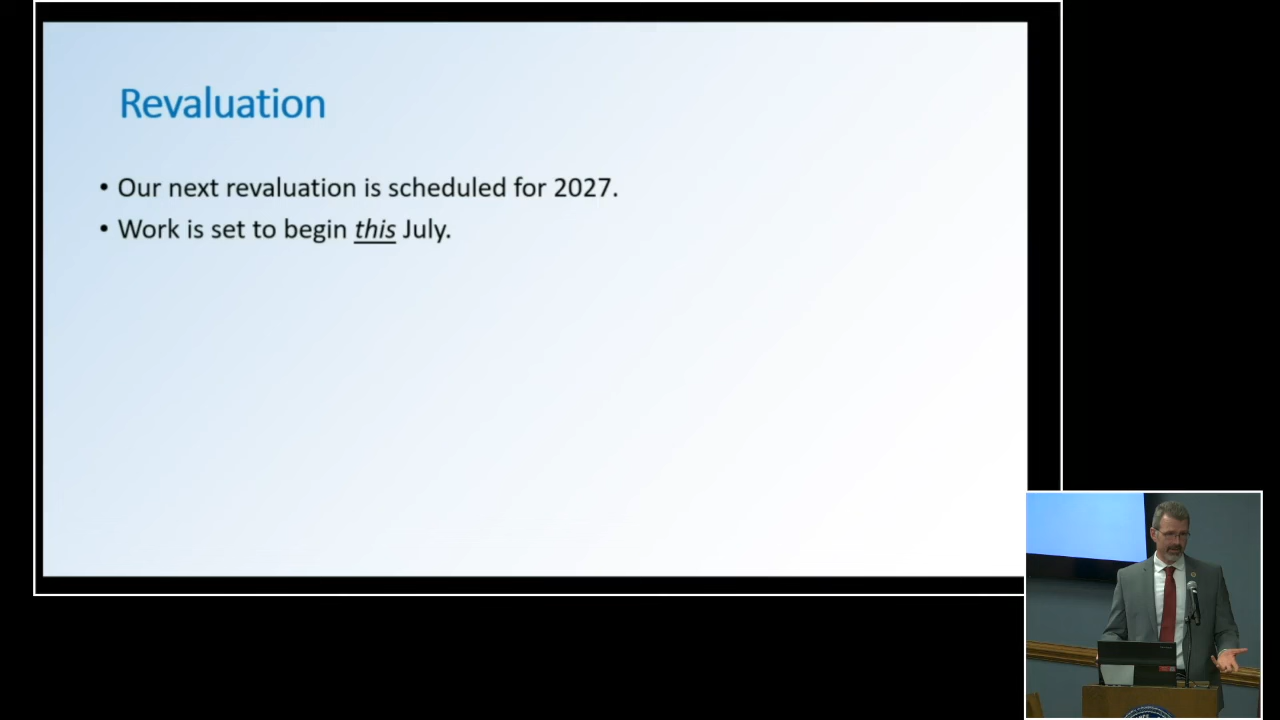 Revaluation
• Our next revaluation is scheduled for 2027.
• Work is set to begin this July.